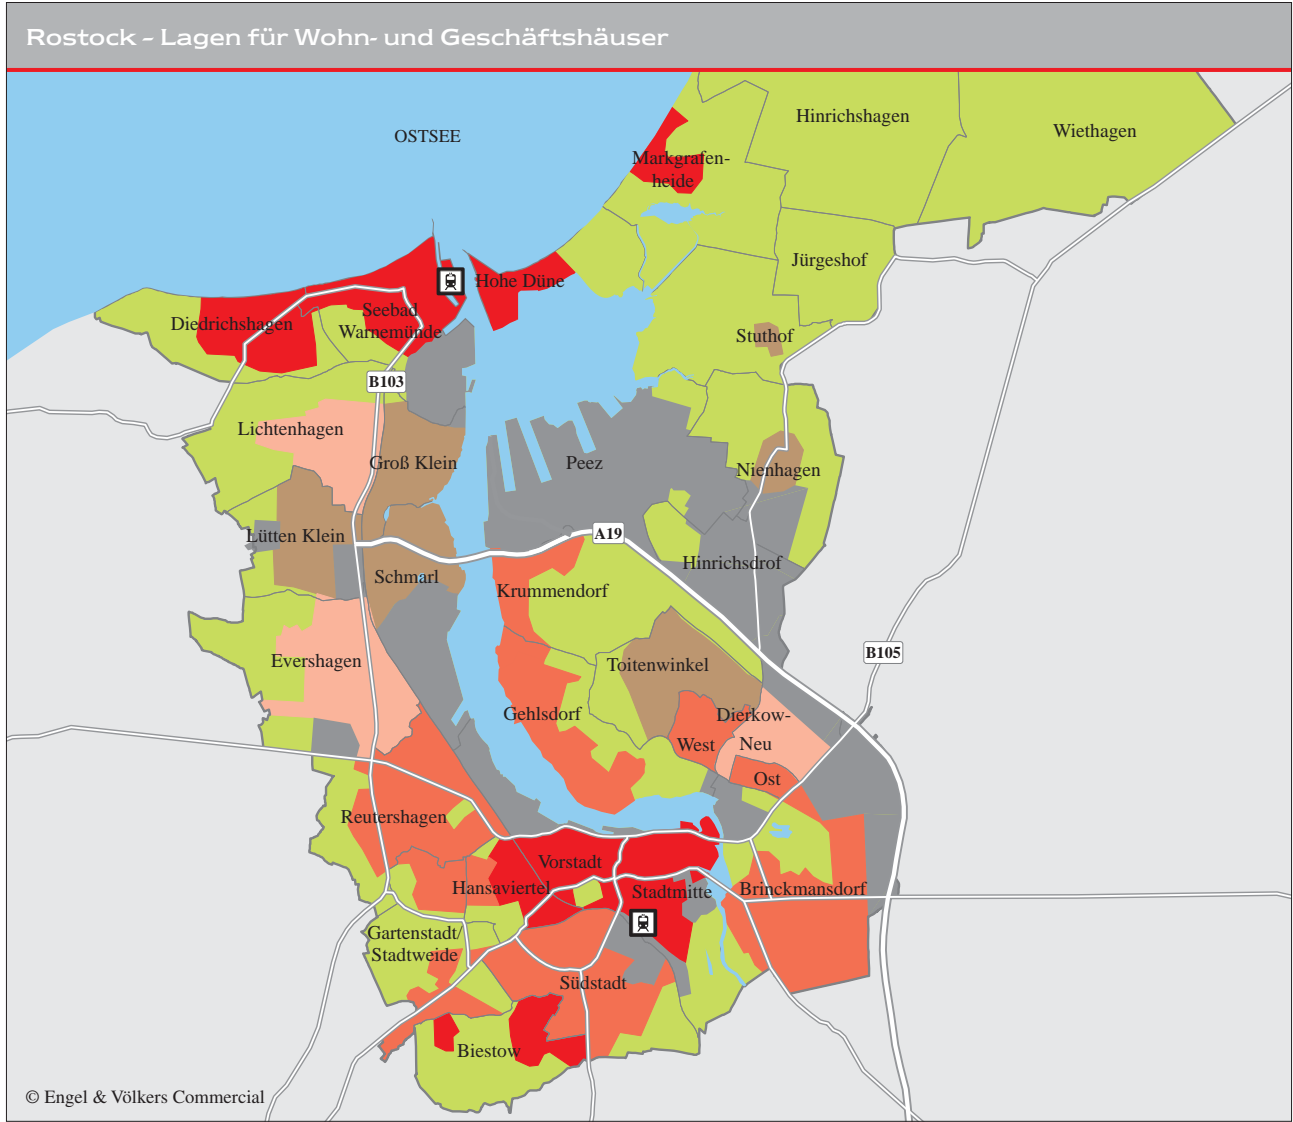 Rostock - Lagen für Wohn- und Geschäftshäuser
OSTSEE
Hinrichshagen
Wiethagen
Markgrafen-
heide
Jürgeshof
Hohe Düne
Seebad
Warnemünde
Diedrichshagen
Stuthof
B103
Lichtenhagen
Groß Klein
Peez
Nienhagen
Lütten Klein
A19
Hinrichsdorf
Schmarl
Krummendorf
Evershagen
Toitenwinkel
B105
Gehlsdorf
Dierkow-
West
Neu
Ost
Reutershagen
Vorstadt
Hansaviertel
Stadtmitte
Brinckmansdorf
Gartenstadt
Stadtweide
Südstadt
Biestow
© Engel & Völkers Commercial